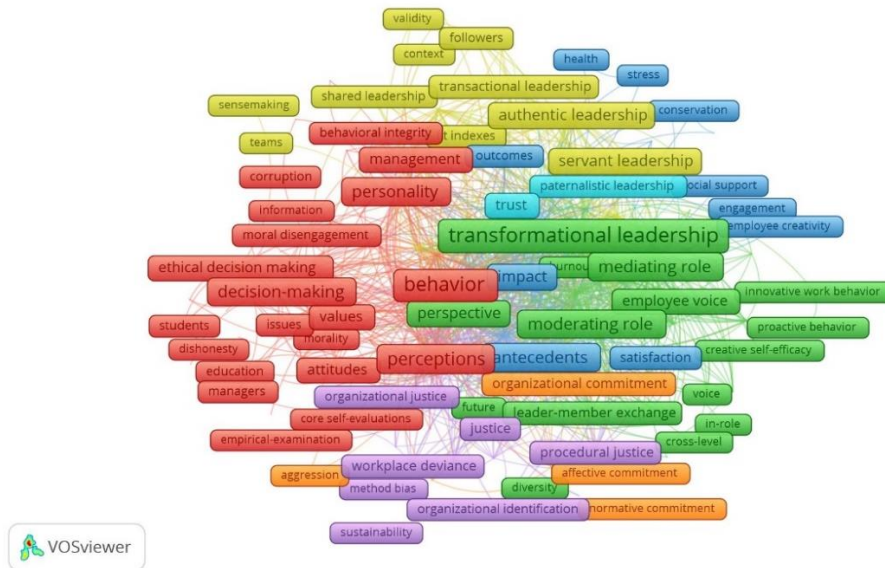 validity
followers
context
health
stress
transactional leadership
shared leadership
sensemaking
authentic leadership
conservation
behavioral integrity
t indexes
teams
management
outcomes
servant leadership
corruption
personality
paternalistic leadership
ocial support
trust
information
engagement
employee creativity
moral disengagement
transformational leadership
ethical decision making
mediating role
burnou
impact
behavior
decision-making
innovative work behavior
employee voice
perspective
values
students
issues
moderating role
proactive behavior
morality
dishonesty
creative self-efficacy
perceptions
antecedents
satisfaction
education
attitudes
organizational commitment
managers
voice
organizational justice
future
leader-member exchange
core self-evaluations
justice
in-role
empirical-examination
cross-level
procedural justice
workplace deviance
aggression
affective commitment
method bias
diversity
organizational identification
normative commitment
sustainability
VOSviewer